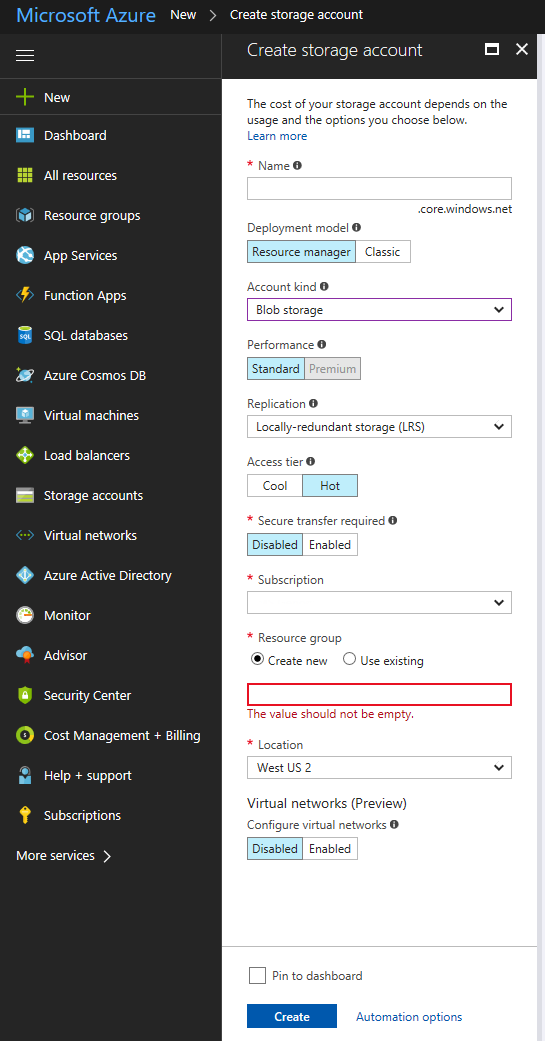 Microsoft Azure New > Create storage account
New
Dashboard
All resources
Resource groups
App Services
Function Apps
SQL
SQL databases
Azure Cosmos DB
Virtual machines
Load balancers
Storage accounts
Virtual networks
Azure Active Directory
Monitor
Advisor
Security Center
Cost Management + Billing
Help + support
Subscriptions
More services >
Create storage account
The cost of your storage account depends on the
usage and the options you choose below.
Learn more
* Name
.core.windows.net
Deployment model
Resource manager Classic
Account kind
Blob storage
Performance
Standard Premium
Replication
Locally-redundant storage (LRS)
Access tier
Cool Hot
* Secure transfer required
Disabled Enabled
* Subscription
* Resource group
Create new Use existing
The value should not be empty.
* Location
West US 2
Virtual networks (Preview)
Configure virtual networks
Disabled Enabled
Pin to dashboard
Create Automation options